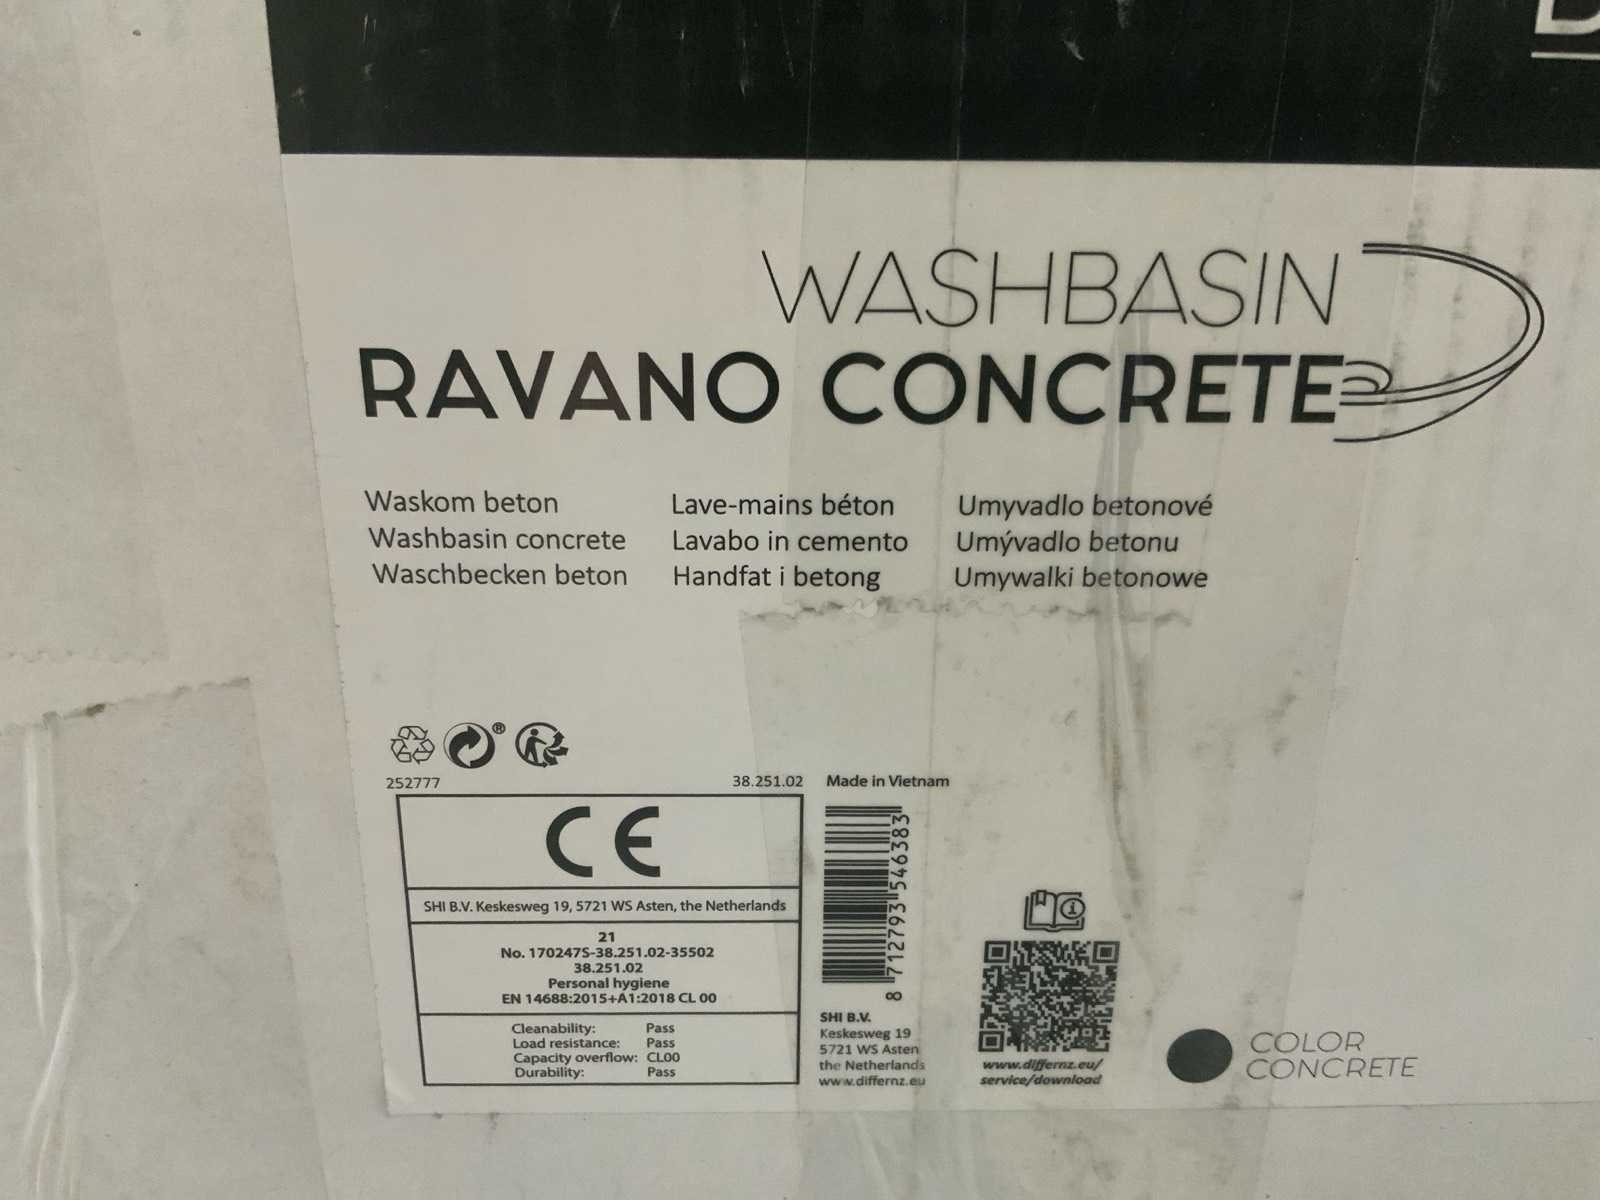 WASHBASIN
RAVANO CONCRETE
Waskom beton
Washbasin concrete
Waschbecken beton
Lave-mains béton
Lavabo in cemento
Handfat i betong
Umyvadlo betonové
Umývadlo betonu
Umywalki betonowe
®
252777
38.251.02
CE
SHI B.V. Keskesweg 19, 5721 WS Asten, the Netherlands
21
No. 170247S-38.251.02-35502
38.251.02
Personal hygiene
EN 14688:2015+A1:2018 CL 00
Cleanability: Pass
Load resistance: Pass
Capacity overflow: CL00
Durability: Pass
Made in Vietnam
8 712793 546383
SHI B.V.
Keskesweg 19
5721 WS Asten
the Netherlands
www.differnz.eu
www.differnz.eu/
service/download
COLOR
CONCRETE